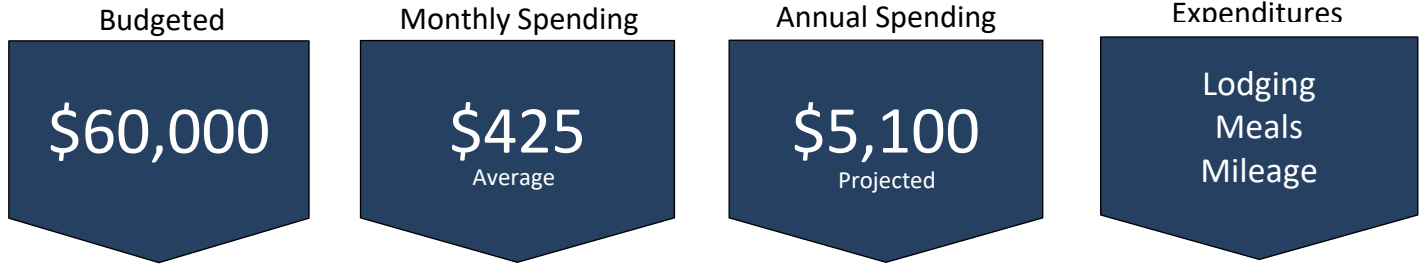 Budgeted
$60,000
Monthly Spending
$425
Average
Annual Spending
$5,100
Projected
Expenditures
Lodging
Meals
Mileage